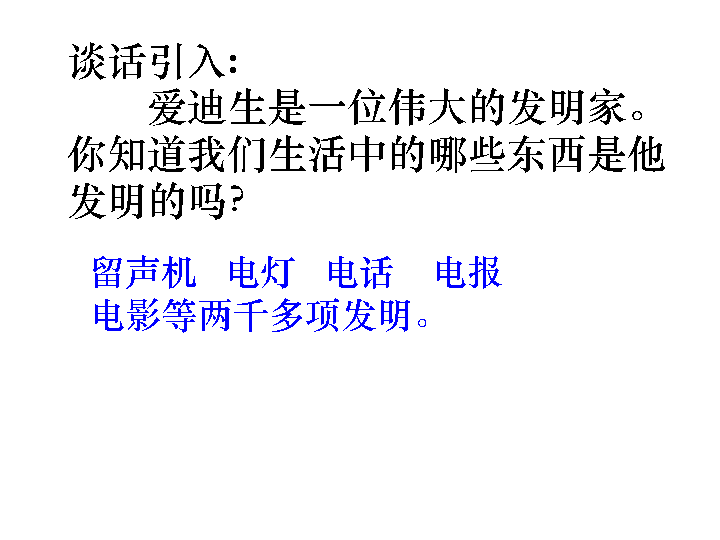 谈话引入：
爱迪生是一位伟大的发明家。
你知道我们生活中的哪些东西是他
发明的吗？
留声机 电灯 电话 电报
电影等两千多项发明。